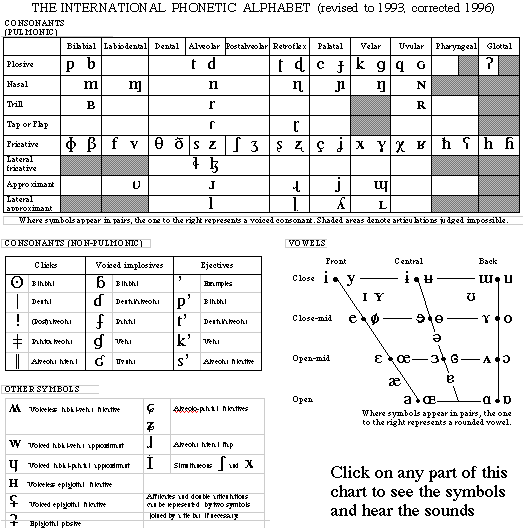 THE INTERNATIONAL PHONETIC ALPHABET (revised to 1993, corrected 1996)
CONSONANTS
(PULMONIC)
Bilabial Labiodental Dental Alveolar Postalveolar Retroflex Palatal Velar Uvular Pharyngeal Glottal
Plosive p b t d ʈ ɖ c ɟ k ɡ q ɢ ʔ
Nasal m ɱ n ɳ ɲ ŋ ɴ
Trill ʙ r ʀ
Tap or Flap ɾ ɽ
Fricative ɸ β f v θ ð s z ʃ ʒ ʂ ʐ ç ʝ x ɣ χ ʁ ħ ʕ h ɦ
Lateral
fricative ɬ ɮ
Approximant ʋ ɹ ɻ j ɰ
Lateral
approximant l ɭ ʎ ʟ
Where symbols appear in pairs, the one to the right represents a voiced consonant. Shaded areas denote articulations judged impossible.
CONSONANTS (NON-PULMONIC)
Clicks Voiced implosives Ejectives
ʘ Bilabial ɓ Bilabial ʼ Examples
ǀ Dental ɗ Dental/alveolar pʼ Bilabial
ǃ (Post)alveolar ʄ Palatal tʼ Dental/alveolar
ǂ Palatoalveolar ɠ Velar kʼ Velar
ǁ Alveolar lateral ʛ Uvular sʼ Alveolar fricative
VOWELS
Front Central Back
Close i y ɨ ʉ ɯ u
ɪ ʏ ʊ
Close-mid e ø ɘ ɵ ɤ o
ə
Open-mid ɛ œ ɜ ɞ ʌ ɔ
æ ɐ
Open a ɶ ɑ ɒ
Where symbols appear in pairs, the one
to the right represents a rounded vowel.
OTHER SYMBOLS
ʍ Voiceless labial-velar fricative
ɕ ʑ Alveolo-palatal fricatives
w Voiced labial-velar approximant
ɺ Alveolar lateral flap
ɥ Voiced labial-palatal approximant
Simultaneous ʃ and x
ʜ Voiceless epiglottal fricative
ʢ Voiced epiglottal fricative
Affricates and double articulations
can be represented by two symbols
joined by a tie bar if necessary.
ʡ Epiglottal plosive
Click on any part of this
chart to see the symbols
and hear the sounds